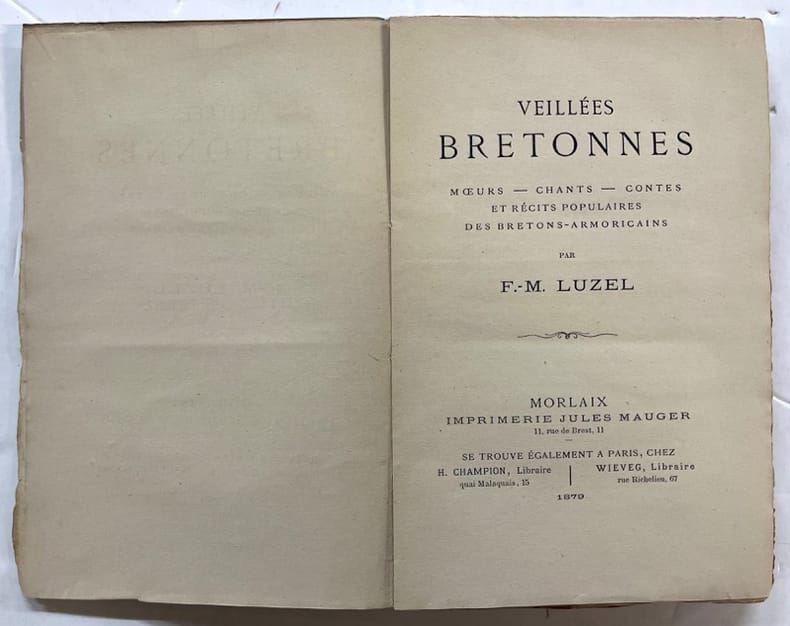 VEILLÉES
BRETONNES
MŒURS — CHANTS — CONTES
ET RÉCITS POPULAIRES
DES BRETONS-ARMORICAINS
PAR
F.-M. LUZEL
MORLAIX
IMPRIMERIE JULES MAUGER
11, rue de Brest, 11
SE TROUVE ÉGALEMENT A PARIS, CHEZ
H. CHAMPION, Libraire
quai Malaquais, 15
WIEVEG, Libraire
rue Richelieu, 67
1879